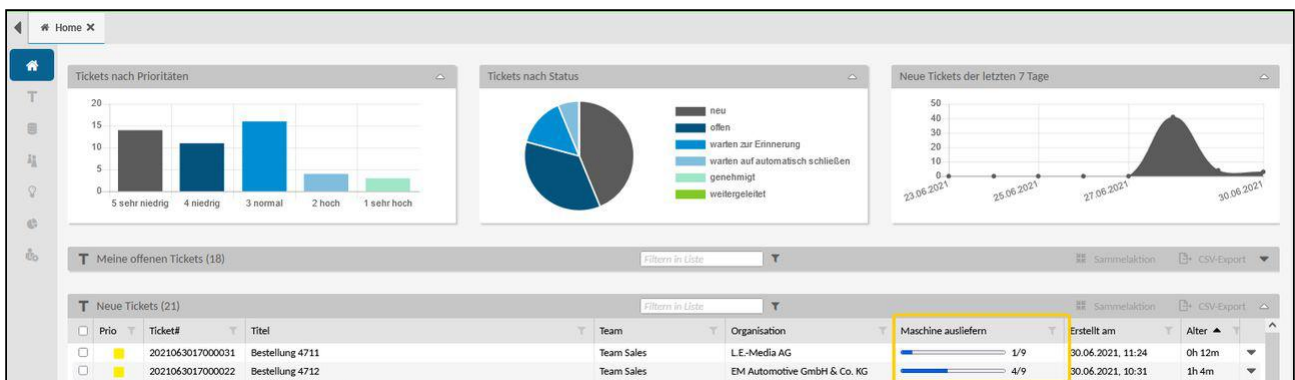 Home ✕
Tickets nach Prioritäten
20
15
10
5
0
5 sehr niedrig 4 niedrig 3 normal 2 hoch 1 sehr hoch
Tickets nach Status
neu
offen
warten zur Erinnerung
warten auf automatisch schließen
genehmigt
weitergeleitet
Neue Tickets der letzten 7 Tage
50
40
30
20
10
0
23.06.2021 25.06.2021 27.06.2021 30.06.2021
T Meine offenen Tickets (18) Filtern in Liste Sammelaktion CSV-Export
T Neue Tickets (21) Filtern in Liste Sammelaktion CSV-Export
Prio Ticket# Titel Team Organisation Maschine ausliefern Erstellt am Alter
2021063017000031 Bestellung 4711 Team Sales L.E.-Media AG 1/9 30.06.2021, 11:24 0h 12m
2021063017000022 Bestellung 4712 Team Sales EM Automotive GmbH & Co. KG 4/9 30.06.2021, 10:31 1h 4m